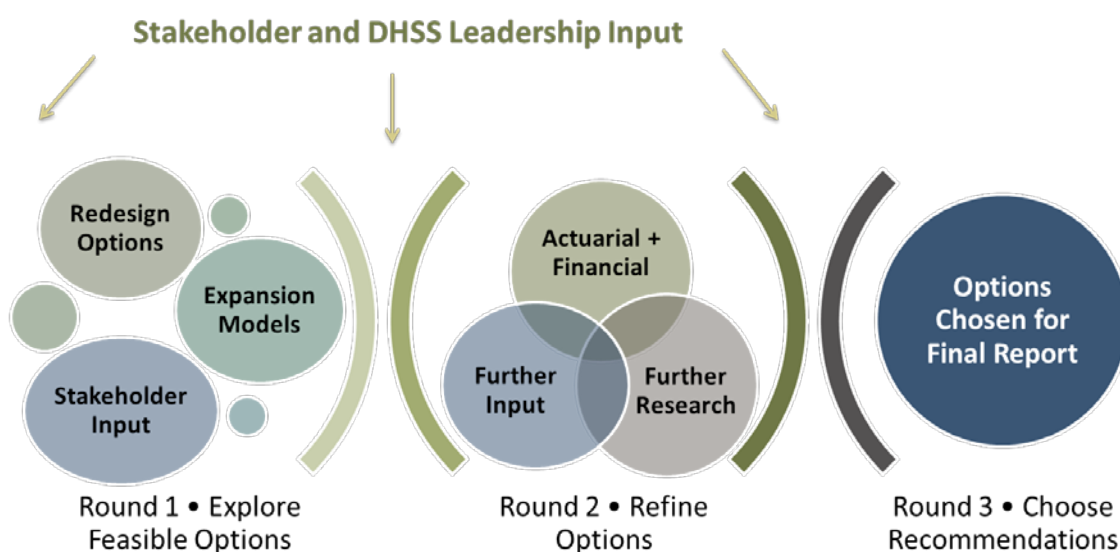 Stakeholder and DHSS Leadership Input
Redesign
Options
Expansion
Models
Stakeholder
Input
Round 1 • Explore
Feasible Options
Actuarial +
Financial
Further
Input
Further
Research
Round 2 • Refine
Options
Options
Chosen for
Final Report
Round 3 • Choose
Recommendations